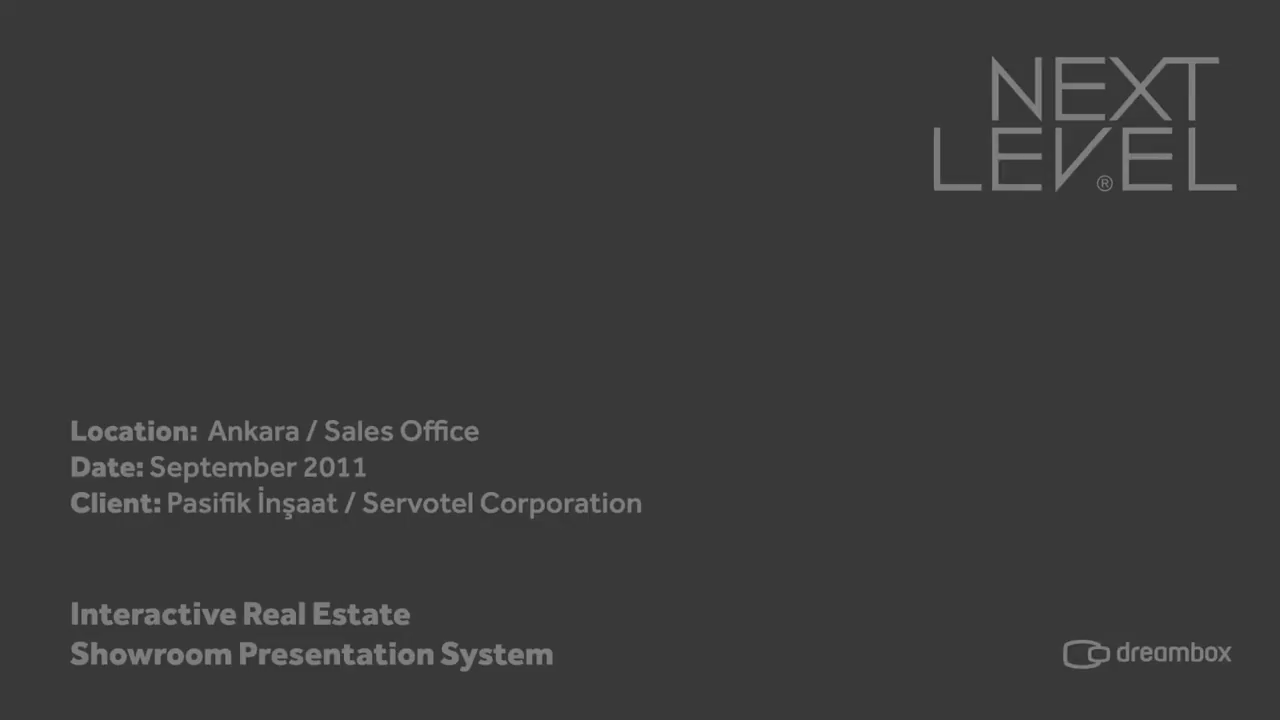 NEXT
LEVEL®
Location: Ankara / Sales Office
Date: September 2011
Client: Pasifik İnşaat / Servotel Corporation
Interactive Real Estate
Showroom Presentation System
dreambox